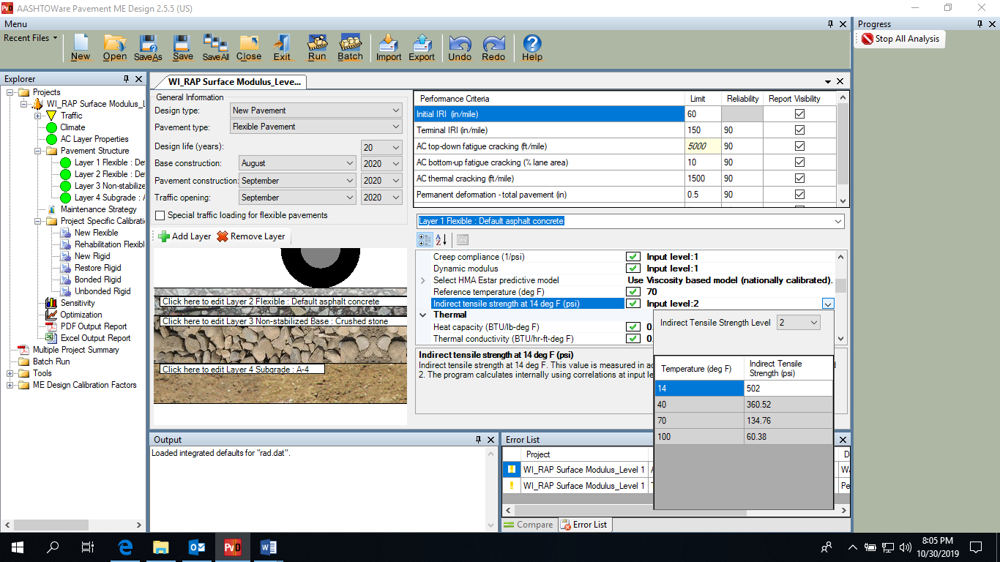 AASHTOWare Pavement ME Design 2.5.5 (US)
Menu
Recent Files
New
Open
SaveAs
Save
SaveAll
Close
Exit
Run
Batch
Import
Export
Undo
Redo
Help
Progress
Stop All Analysis
Explorer
Projects
WI_RAP Surface Modulus_L
Traffic
Climate
AC Layer Properties
Pavement Structure
Layer 1 Flexible : De
Layer 2 Flexible : De
Layer 3 Non-stabilize
Layer 4 Subgrade : A
Maintenance Strategy
Project Specific Calibrati
New Flexible
Rehabilitation Flexibl
New Rigid
Restore Rigid
Bonded Rigid
Unbonded Rigid
Sensitivity
Optimization
PDF Output Report
Excel Output Report
Multiple Project Summary
Batch Run
Tools
ME Design Calibration Factors
WI_RAP Surface Modulus_Leve...
General Information
Design type: New Pavement
Pavement type: Flexible Pavement
Design life (years): 20
Base construction: August 2020
Pavement construction: September 2020
Traffic opening: September 2020
Special traffic loading for flexible pavements
Add Layer Remove Layer
Click here to edit Layer 2 Flexible : Default asphalt concrete
Click here to edit Layer 3 Non-stabilized Base : Crushed stone
Click here to edit Layer 4 Subgrade : A-4
Performance Criteria Limit Reliability Report Visibility
Initial IRI (in/mile) 60
Terminal IRI (in/mile) 150 90
AC top-down fatigue cracking (ft/mile) 5000 90
AC bottom-up fatigue cracking (% lane area) 10 90
AC thermal cracking (ft/mile) 1500 90
Permanent deformation - total pavement (in) 0.5 90
Layer 1 Flexible : Default asphalt concrete
Creep compliance (1/psi) Input level:1
Dynamic modulus Input level:1
Select HMA Estar predictive model Use Viscosity based model (nationally calibrated).
Reference temperature (deg F) 70
Indirect tensile strength at 14 deg F (psi) Input level:2
Thermal
Heat capacity (BTU/lb-deg F) 0.
Thermal conductivity (BTU/hr-ft-deg F) 0.
Indirect tensile strength at 14 deg F (psi)
Indirect tensile strength at 14 deg F. This value is measured in ac
2. The program calculates internally using correlations at input le
Indirect Tensile Strength Level 2
Temperature (deg F) Indirect Tensile Strength (psi)
14 502
40 360.52
70 134.76
100 60.38
Output
Loaded integrated defaults for "rad.dat".
Error List
Project D
WI_RAP Surface Modulus_Level 1 A Wa
WI_RAP Surface Modulus_Level 1 T Pe
Compare Error List
8:05 PM
10/30/2019